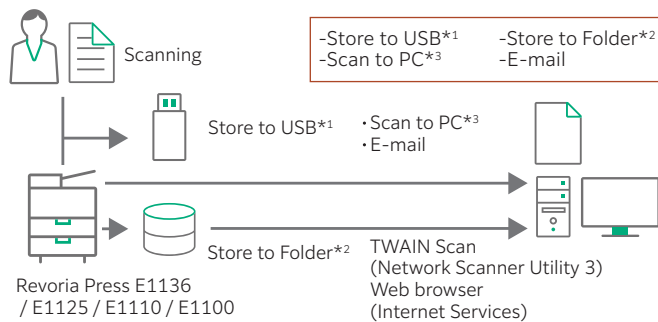 Scanning
-Store to USB*1 -Store to Folder*2
-Scan to PC*3 -E-mail
Store to USB*1
・Scan to PC*3
・E-mail
Store to Folder*2
TWAIN Scan
(Network Scanner Utility 3)
Web browser
(Internet Services)
Revoria Press E1136
/ E1125 / E1110 / E1100